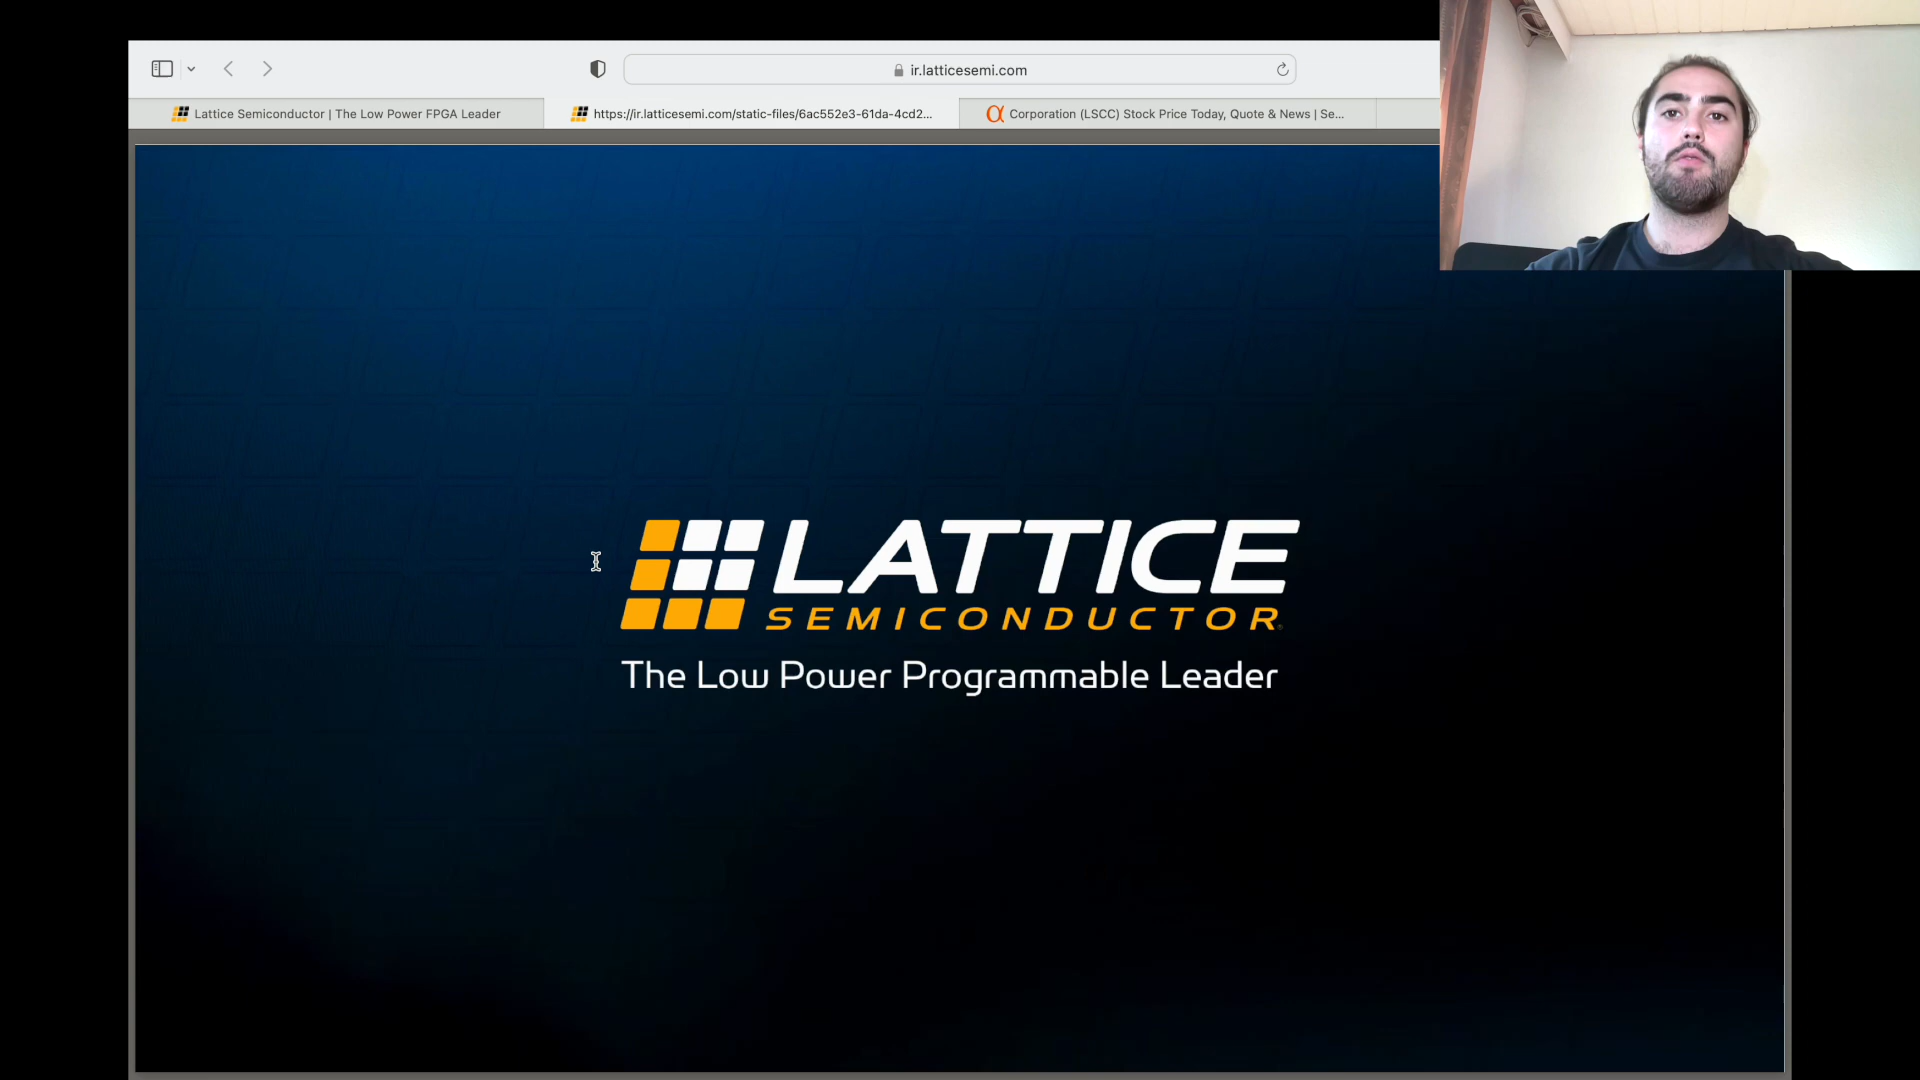 ir.latticesemi.com
Lattice Semiconductor | The Low Power FPGA Leader
https://ir.latticesemi.com/static-files/6ac552e3-61da-4cd2...
Corporation (LSCC) Stock Price Today, Quote & News | Se...
LATTICE
SEMICONDUCTOR
The Low Power Programmable Leader